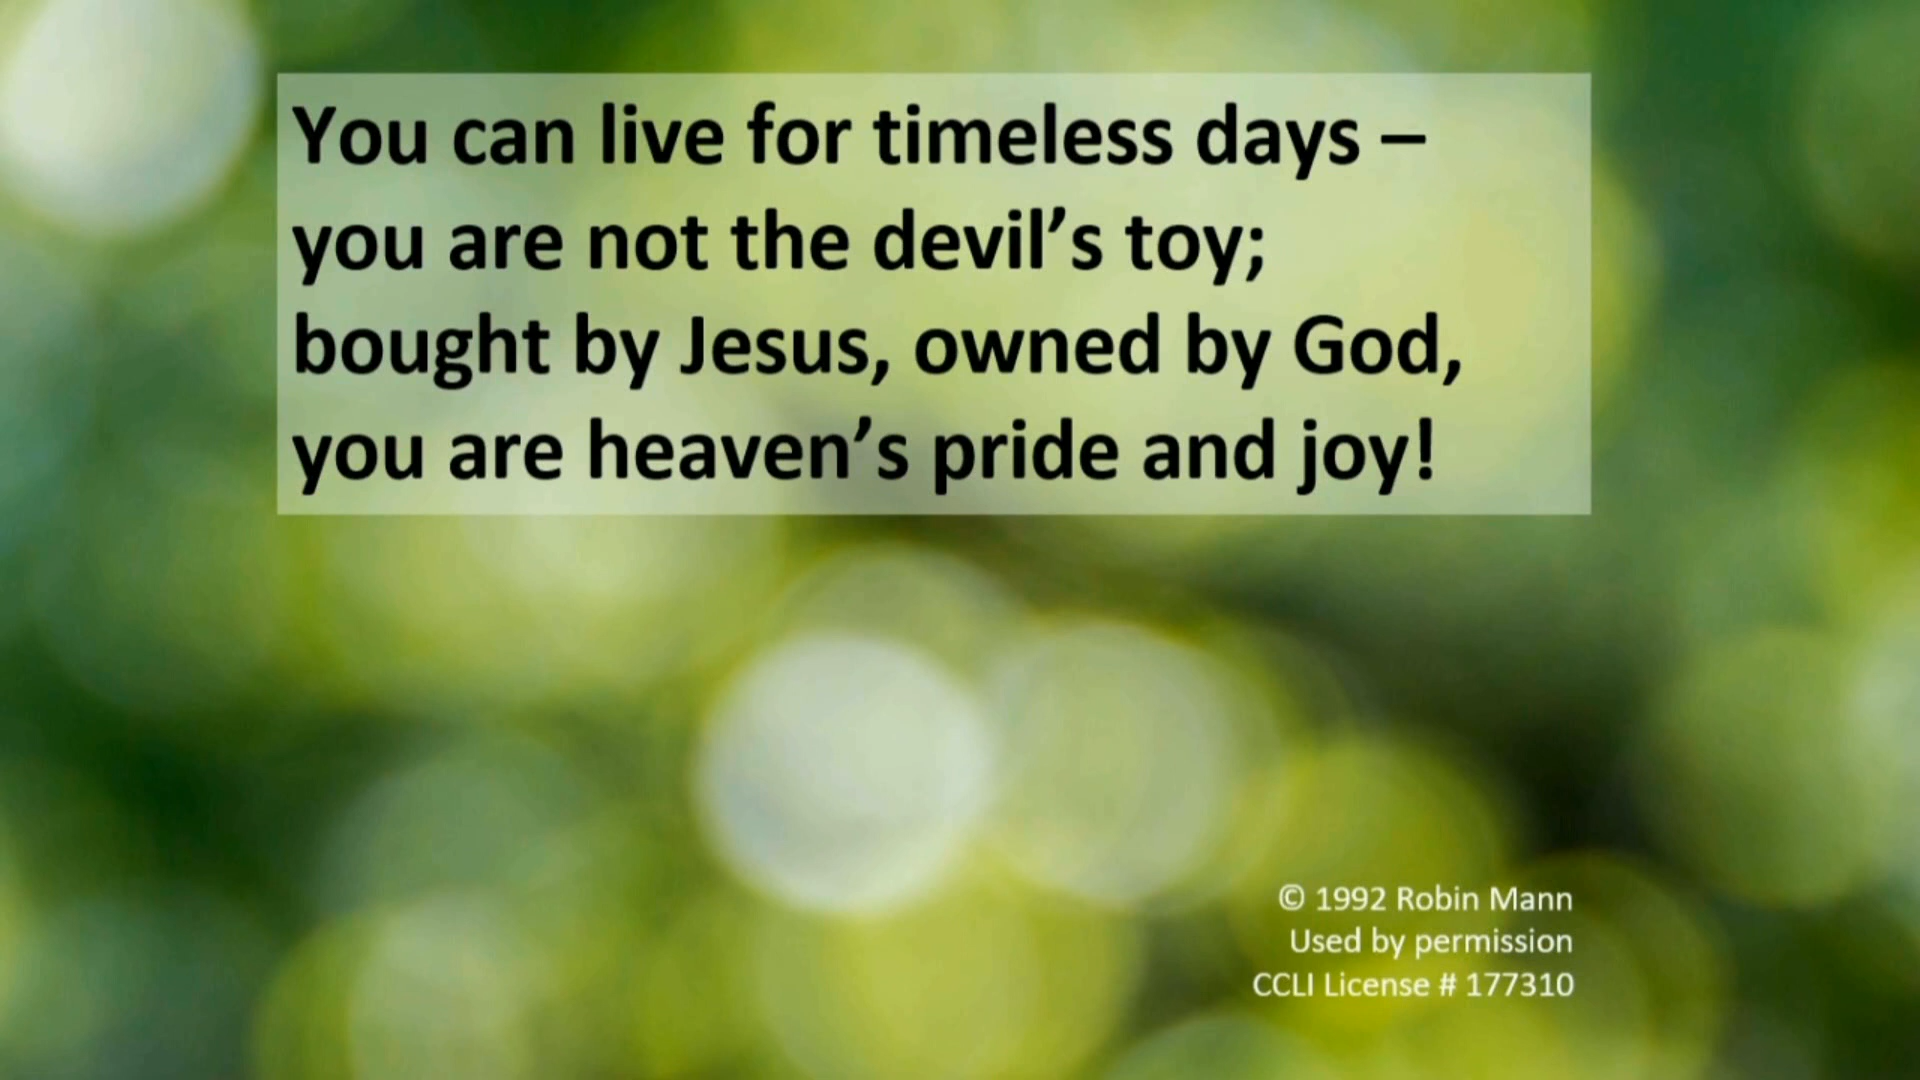 You can live for timeless days –
you are not the devil’s toy;
bought by Jesus, owned by God,
you are heaven’s pride and joy!
© 1992 Robin Mann
Used by permission
CCLI License # 177310